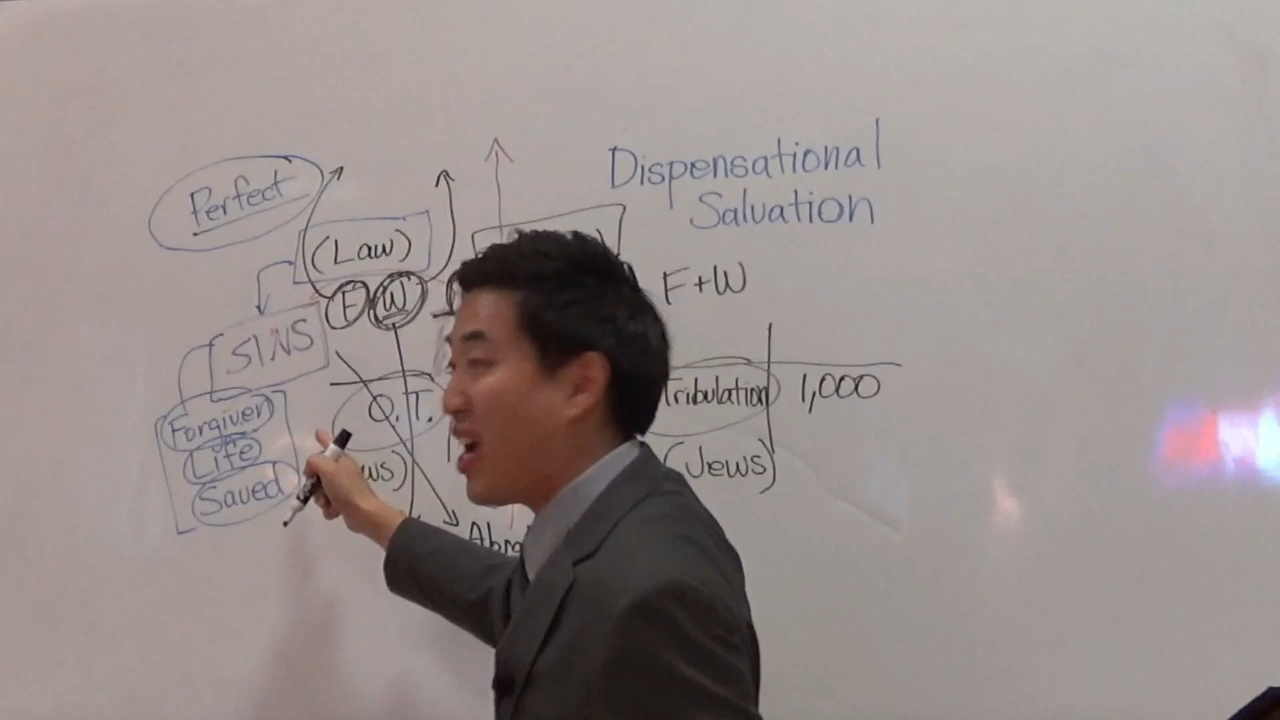 Dispensational
Salvation
Perfect
(Law)
F W
F+W
SINS
Forgiven
Life
Saved
O.T.
Tribulation
1,000
(Jews)